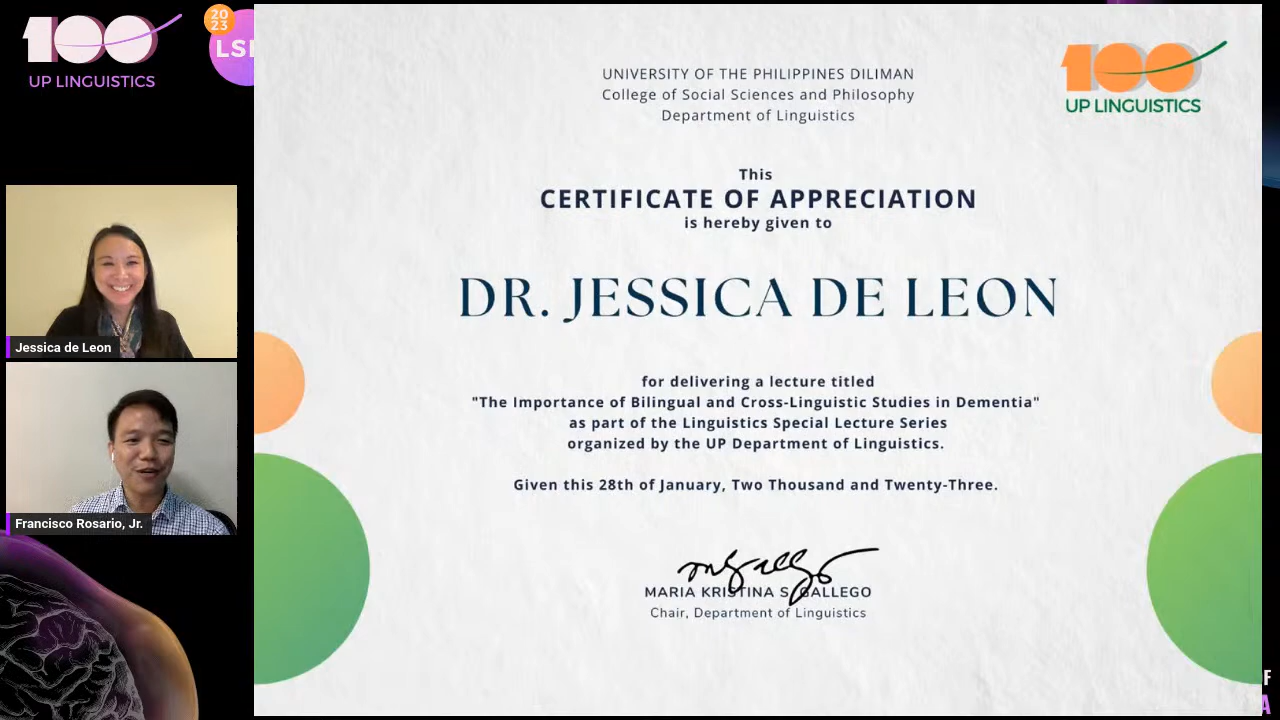 100
UP LINGUISTICS
20
23
LSL
Jessica de Leon
Francisco Rosario, Jr.
UNIVERSITY OF THE PHILIPPINES DILIMAN
College of Social Sciences and Philosophy
Department of Linguistics
100
UP LINGUISTICS
This
CERTIFICATE OF APPRECIATION
is hereby given to
DR. JESSICA DE LEON
for delivering a lecture titled
"The Importance of Bilingual and Cross-Linguistic Studies in Dementia"
as part of the Linguistics Special Lecture Series
organized by the UP Department of Linguistics.
Given this 28th of January, Two Thousand and Twenty-Three.
MARIA KRISTINA S. GALLEGO
Chair, Department of Linguistics
F
A